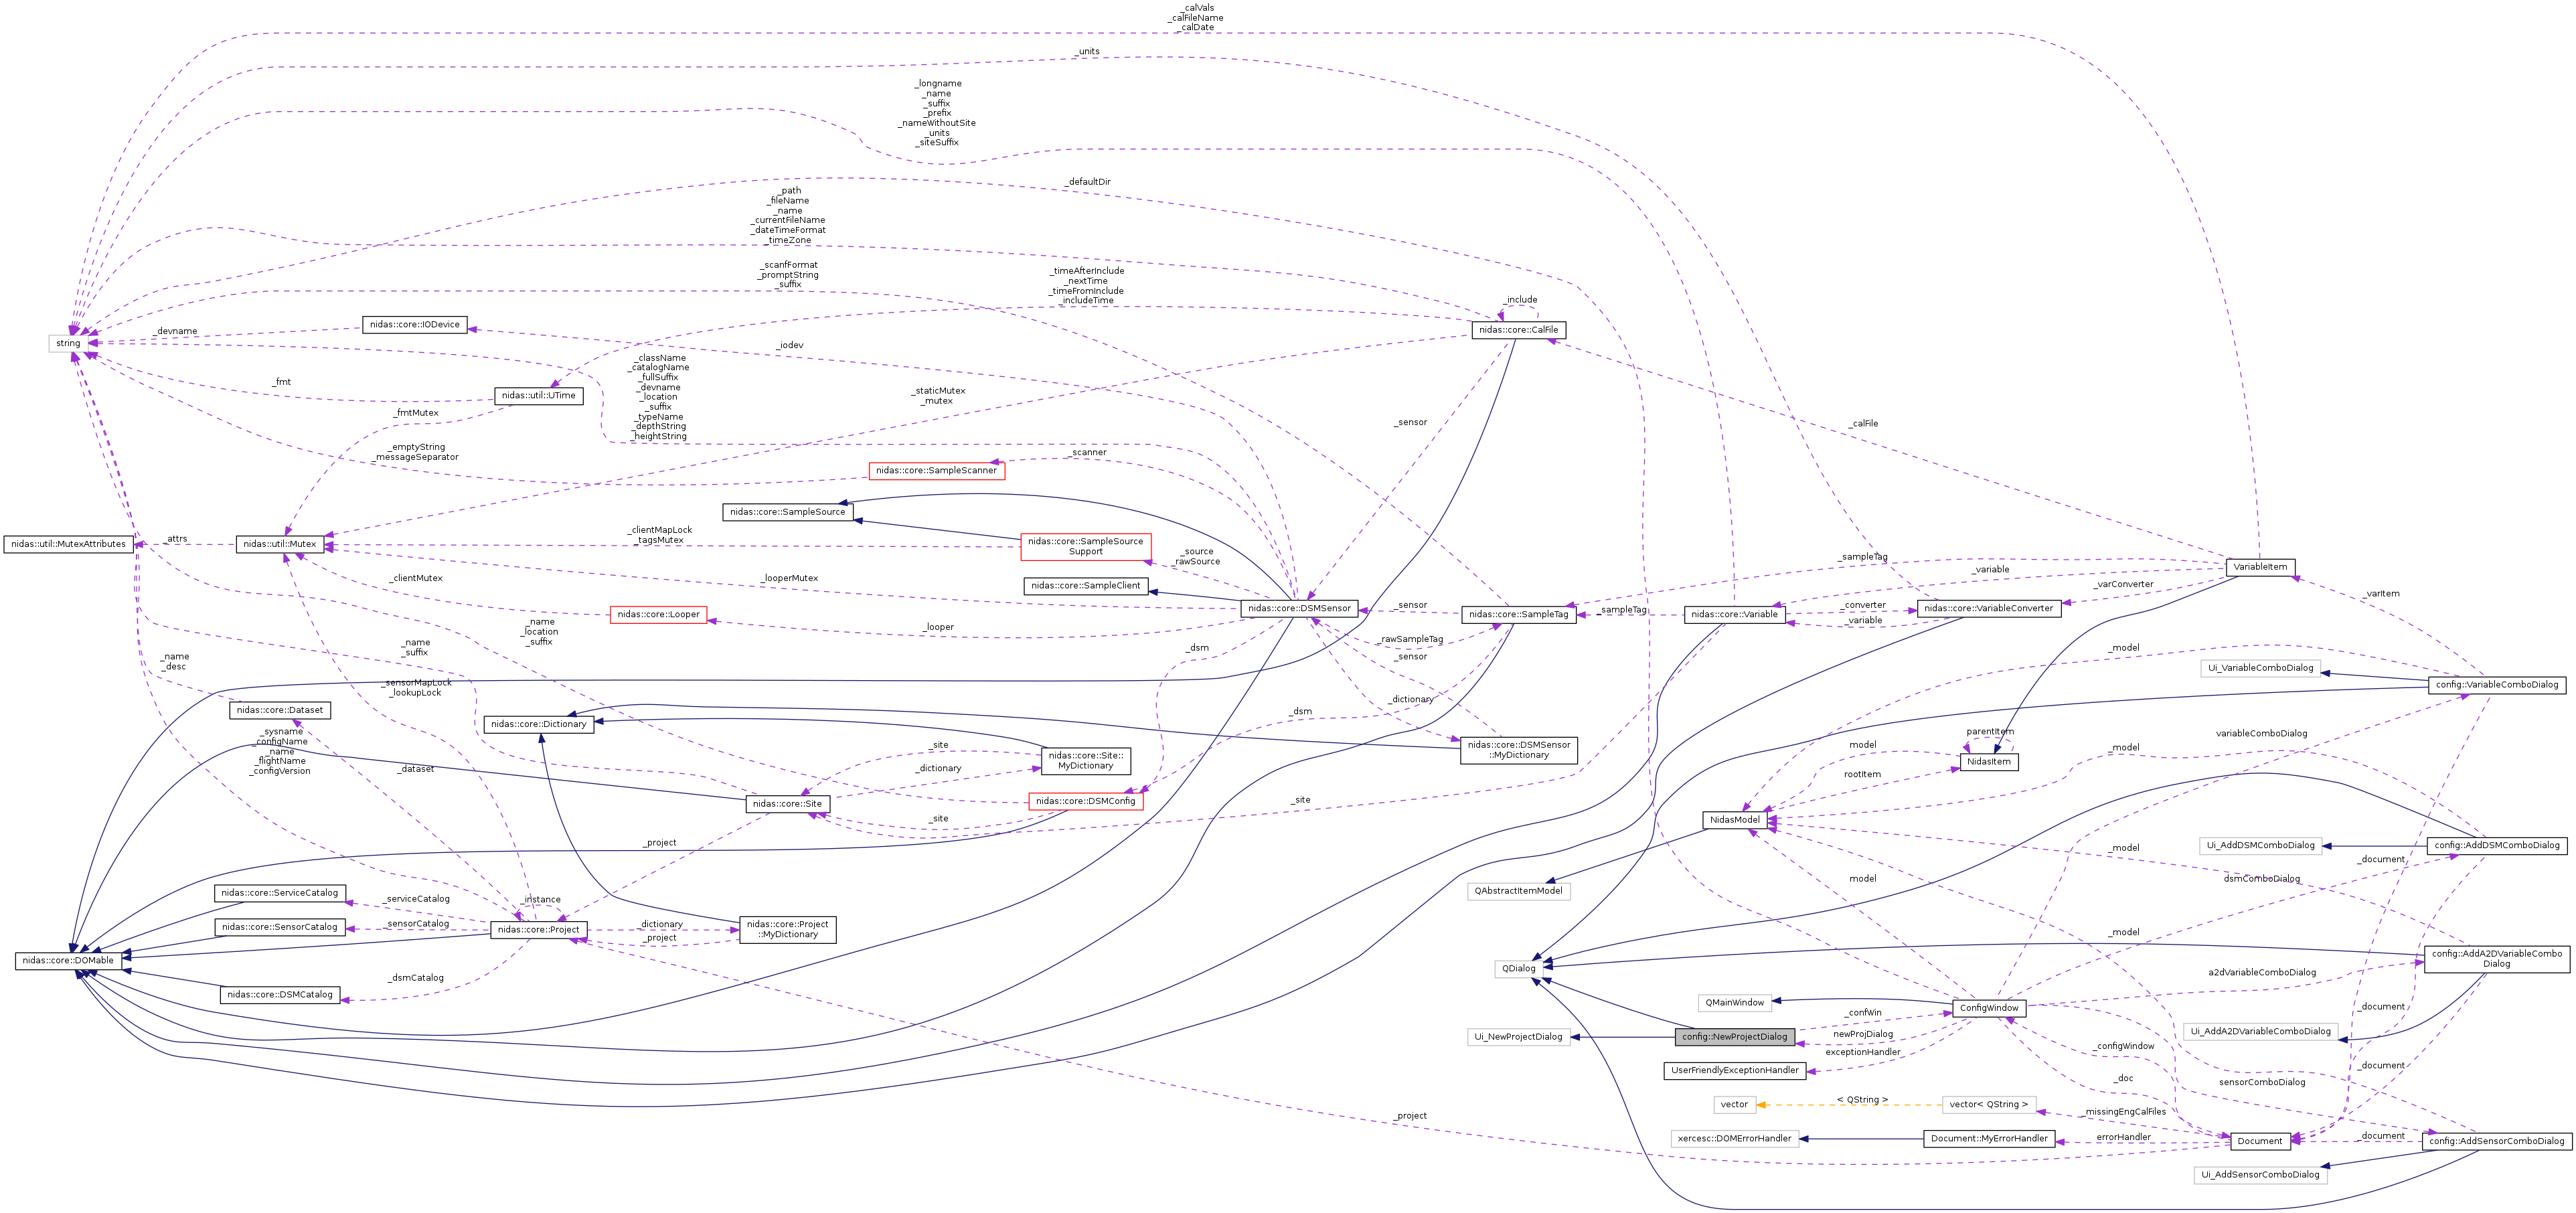 _calVals
_calFileName
_calDate
_units
_longname
_name
_suffix
_prefix
_nameWithoutSite
_units
_siteSuffix
_defaultDir
_path
_fileName
_name
_currentFileName
_dateTimeFormat
_timeZone
_scanfFormat
_promptString
_suffix
_timeAfterInclude
_nextTime
_timeFromInclude
_includeTime
_include
nidas::core::IODevice
nidas::core::CalFile
_devname
string
_iodev
_className
_catalogName
_fullSuffix
_devname
_location
_suffix
_typeName
_depthString
_heightString
_fmt
nidas::util::UTime
_staticMutex
_mutex
_fmtMutex
_sensor
_calFile
_emptyString
_messageSeparator
_scanner
nidas::core::SampleScanner
nidas::core::SampleSource
_clientMapLock
_tagsMutex
nidas::util::MutexAttributes
_attrs
nidas::util::Mutex
nidas::core::SampleSource
Support
_source
_rawSource
_sampleTag
VariableItem
_variable
_clientMutex
_looperMutex
nidas::core::SampleClient
_varConverter
_varItem
nidas::core::Looper
nidas::core::DSMSensor
_sensor
nidas::core::SampleTag
_sampleTag
nidas::core::Variable
_converter
_variable
nidas::core::VariableConverter
_looper
_name
_location
_suffix
_name
_suffix
_rawSampleTag
_sensor
_dsm
_model
_name
_desc
Ui_VariableComboDialog
config::VariableComboDialog
_sensorMapLock
_lookupLock
_dictionary
nidas::core::Dataset
_dsm
nidas::core::Dictionary
variableComboDialog
parentItem
_sysname
_configName
_name
_flightName
_configVersion
_site
nidas::core::Site::
MyDictionary
nidas::core::DSMSensor
::MyDictionary
model
_model
NidasItem
_dataset
_dictionary
rootItem
nidas::core::Site
nidas::core::DSMConfig
_site
_site
NidasModel
_project
_model
Ui_AddDSMComboDialog
config::AddDSMComboDialog
_document
model
dsmComboDialog
QAbstractItemModel
nidas::core::ServiceCatalog
_serviceCatalog
_instance
nidas::core::SensorCatalog
_sensorCatalog
nidas::core::Project
_dictionary
_project
nidas::core::Project
::MyDictionary
_model
nidas::core::DOMable
config::AddA2DVariableCombo
Dialog
QDialog
a2dVariableComboDialog
_dsmCatalog
nidas::core::DSMCatalog
QMainWindow
ConfigWindow
_document
_confWin
Ui_NewProjectDialog
config::NewProjectDialog
newProjDialog
Ui_AddA2DVariableComboDialog
_configWindow
exceptionHandler
UserFriendlyExceptionHandler
_document
_doc
sensorComboDialog
vector
< QString >
vector< QString >
_missingEngCalFiles
_project
xercesc::DOMErrorHandler
Document::MyErrorHandler
errorHandler
Document
_document
config::AddSensorComboDialog
Ui_AddSensorComboDialog